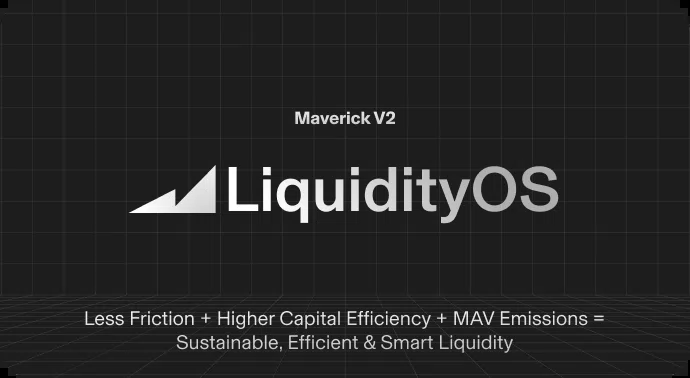 Maverick V2
LiquidityOS
Less Friction + Higher Capital Efficiency + MAV Emissions =
Sustainable, Efficient & Smart Liquidity